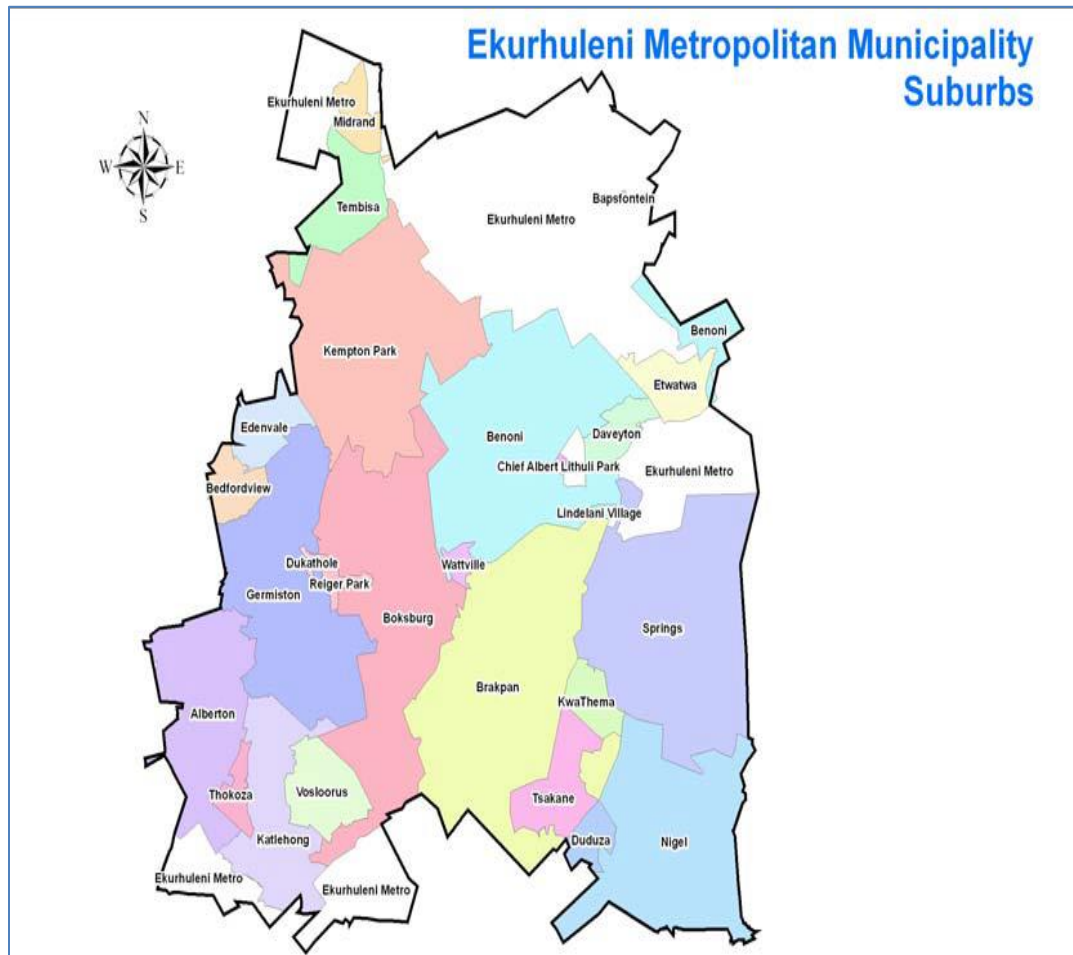 Ekurhuleni Metropolitan Municipality
Suburbs
N
W
E
S
Ekurhuleni Metro
Midrand
Tembisa
Bapsfontein
Ekurhuleni Metro
Benoni
Kempton Park
Etwatwa
Edenvale
Benoni
Daveyton
Chief Albert Lithuli Park
Ekurhuleni Metro
Bedfordview
Lindelani Village
Dukathole
Wattville
Reiger Park
Germiston
Boksburg
Springs
Brakpan
KwaThema
Alberton
Thokoza
Vosloorus
Tsakane
Katlehong
Duduza
Nigel
Ekurhuleni Metro
Ekurhuleni Metro